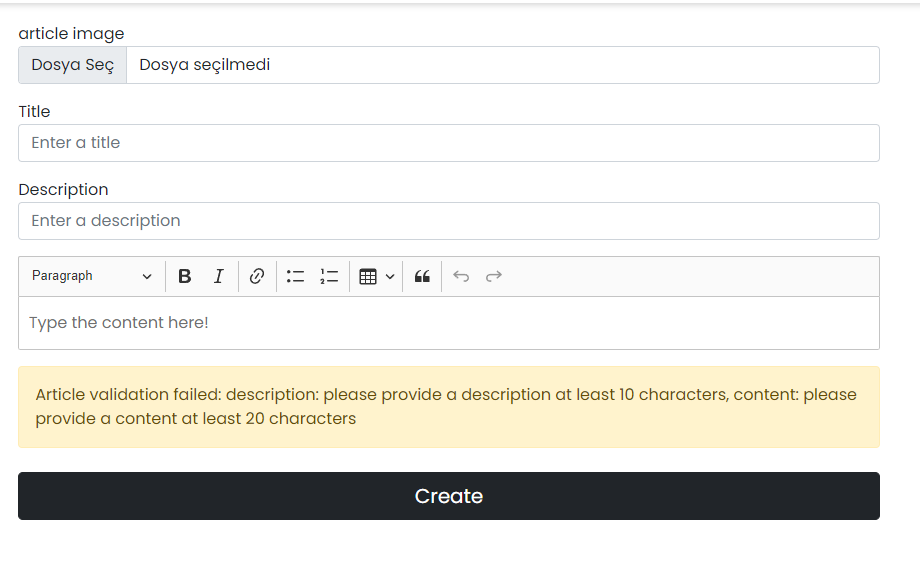 article image
Dosya Seç Dosya seçilmedi
Title
Enter a title
Description
Enter a description
Paragraph B I
Type the content here!
Article validation failed: description: please provide a description at least 10 characters, content: please
provide a content at least 20 characters
Create